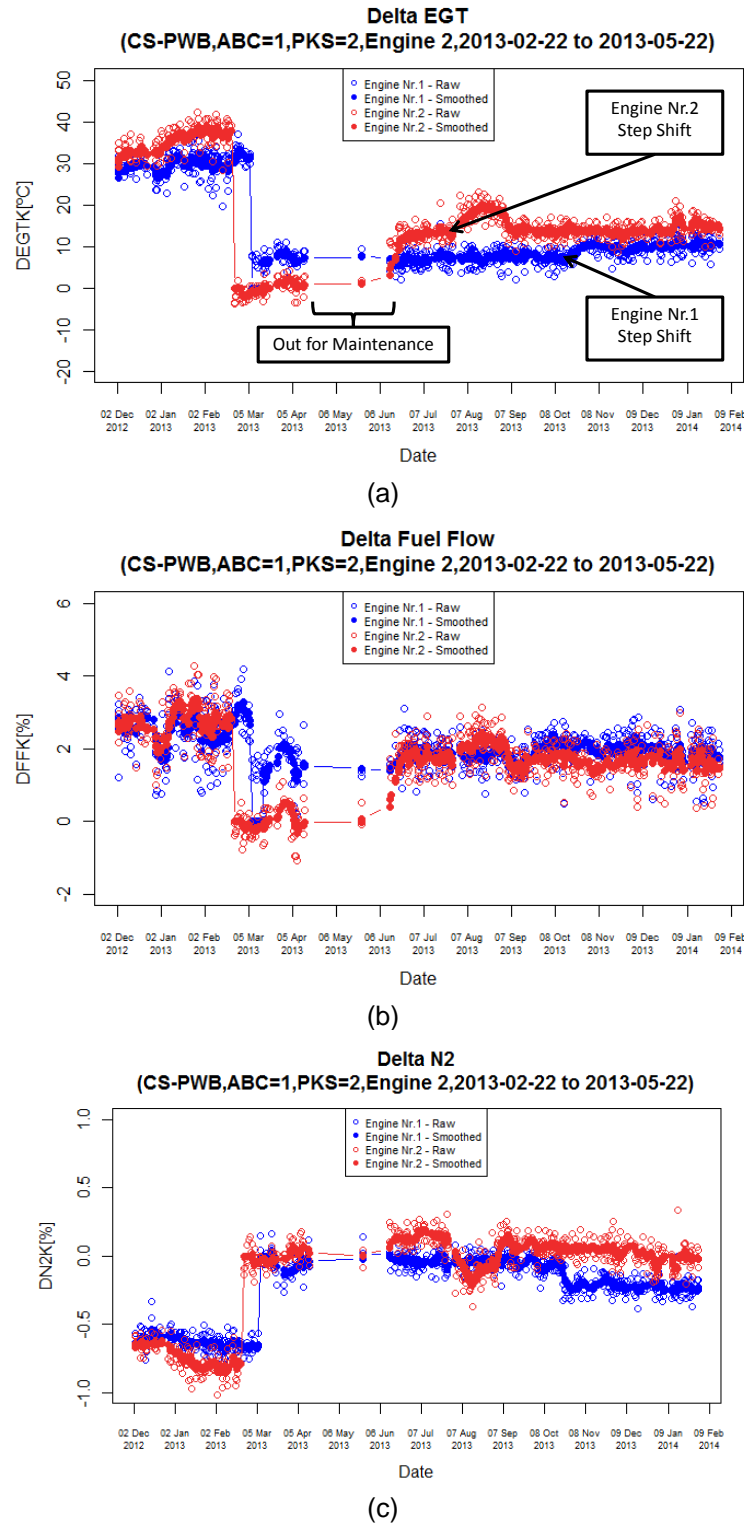 Delta EGT
(CS-PWB,ABC=1,PKS=2,Engine 2,2013-02-22 to 2013-05-22)
Engine Nr.1 - Raw
Engine Nr.1 - Smoothed
Engine Nr.2 - Raw
Engine Nr.2 - Smoothed
Engine Nr.2
Step Shift
Engine Nr.1
Step Shift
Out for Maintenance
DEGTK[ºC]
50
40
30
20
10
0
-10
-20
02 Dec 02 Jan 02 Feb 05 Mar 05 Apr 06 May 06 Jun 07 Jul 07 Aug 07 Sep 08 Oct 08 Nov 09 Dec 09 Jan 09 Feb
2012 2013 2013 2013 2013 2013 2013 2013 2013 2013 2013 2013 2013 2014 2014
Date
(a)
Delta Fuel Flow
(CS-PWB,ABC=1,PKS=2,Engine 2,2013-02-22 to 2013-05-22)
Engine Nr.1 - Raw
Engine Nr.1 - Smoothed
Engine Nr.2 - Raw
Engine Nr.2 - Smoothed
DFFK[%]
6
4
2
0
-2
02 Dec 02 Jan 02 Feb 05 Mar 05 Apr 06 May 06 Jun 07 Jul 07 Aug 07 Sep 08 Oct 08 Nov 09 Dec 09 Jan 09 Feb
2012 2013 2013 2013 2013 2013 2013 2013 2013 2013 2013 2013 2013 2014 2014
Date
(b)
Delta N2
(CS-PWB,ABC=1,PKS=2,Engine 2,2013-02-22 to 2013-05-22)
Engine Nr.1 - Raw
Engine Nr.1 - Smoothed
Engine Nr.2 - Raw
Engine Nr.2 - Smoothed
DN2K[%]
1.0
0.5
0.0
-0.5
-1.0
02 Dec 02 Jan 02 Feb 05 Mar 05 Apr 06 May 06 Jun 07 Jul 07 Aug 07 Sep 08 Oct 08 Nov 09 Dec 09 Jan 09 Feb
2012 2013 2013 2013 2013 2013 2013 2013 2013 2013 2013 2013 2013 2014 2014
Date
(c)